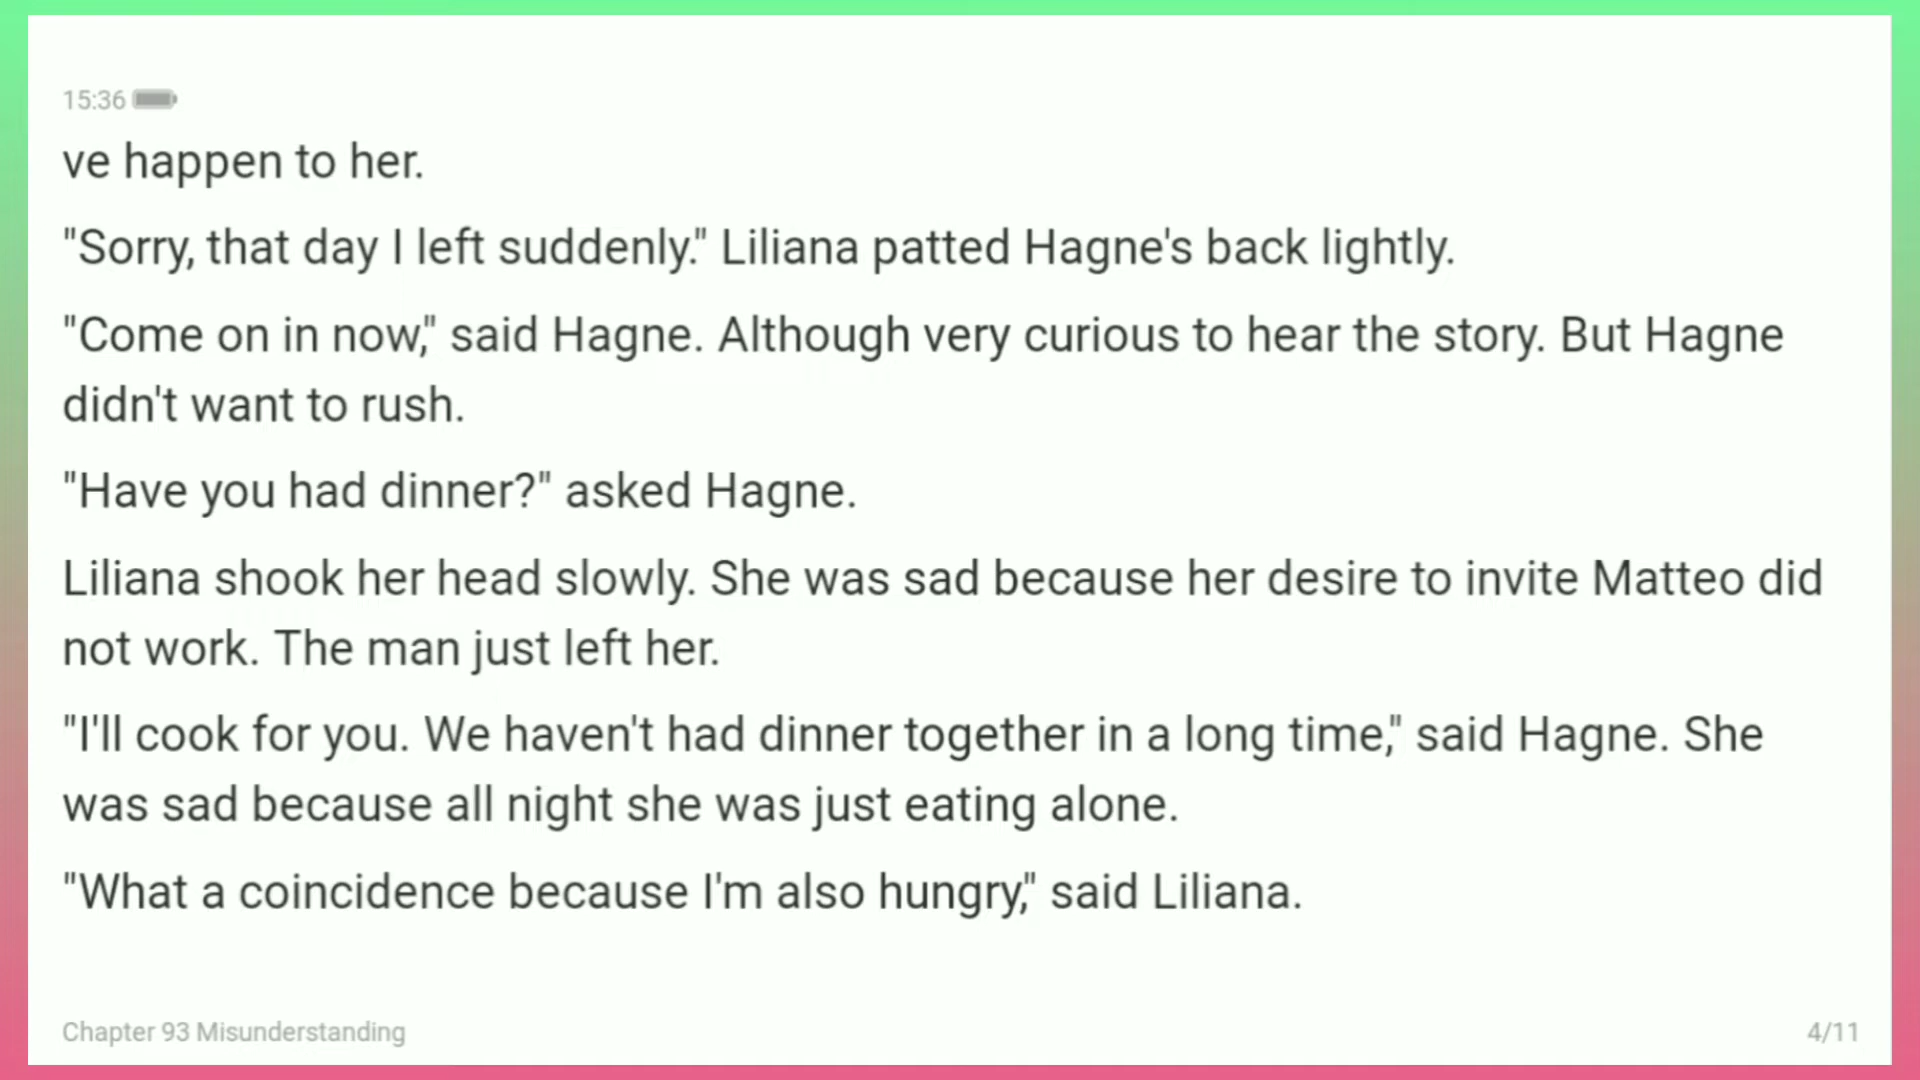 15:36
ve happen to her.
"Sorry, that day I left suddenly." Liliana patted Hagne's back lightly.
"Come on in now," said Hagne. Although very curious to hear the story. But Hagne
didn't want to rush.
"Have you had dinner?" asked Hagne.
Liliana shook her head slowly. She was sad because her desire to invite Matteo did
not work. The man just left her.
"I'll cook for you. We haven't had dinner together in a long time," said Hagne. She
was sad because all night she was just eating alone.
"What a coincidence because I'm also hungry," said Liliana.
Chapter 93 Misunderstanding
4/11